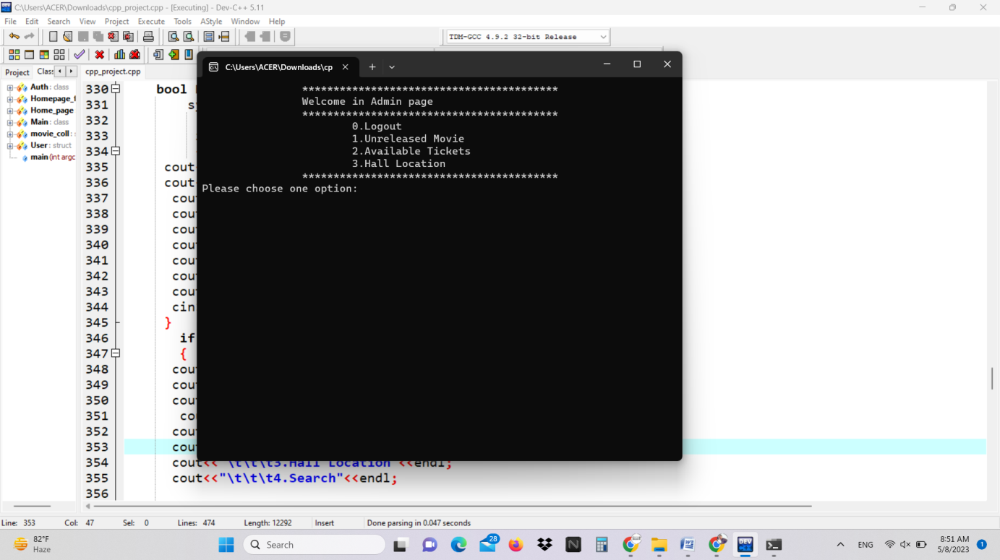 C:\Users\ACER\Downloads\cpp_project.cpp - [Executing] - Dev-C++ 5.11
File Edit Search View Project Execute Tools AStyle Window Help
TDM-GCC 4.9.2 32-bit Release
Project Clas cpp_project.cpp
C:\Users\ACER\Downloads\cp
Auth : class
Homepage_f
Home_page
Main : class
movie_coll :
User : struct
main (int argc
****************************************
Welcome in Admin page
****************************************
0.Logout
1.Unreleased Movie
2.Available Tickets
3.Hall Location
****************************************
Please choose one option:
330 bool
331
332
333
334
335 cout
336 cout
337 cou
338 cou
339 cou
340 cou
341 cou
342 cou
343 cou
344 cin
345 }
346 if
347 {
348 cou
349 cou
350 cou
351 co
352 cou
353 cou
354 cout<<"\t\t\t3.Hall Location"<<endl;
355 cout<<"\t\t\t4.Search"<<endl;
356
Line: 353 Col: 47 Sel: 0 Lines: 474 Length: 12292 Insert Done parsing in 0.047 seconds
82°F
Haze
Search
28
DEV
ENG
8:51 AM
5/8/2023
1